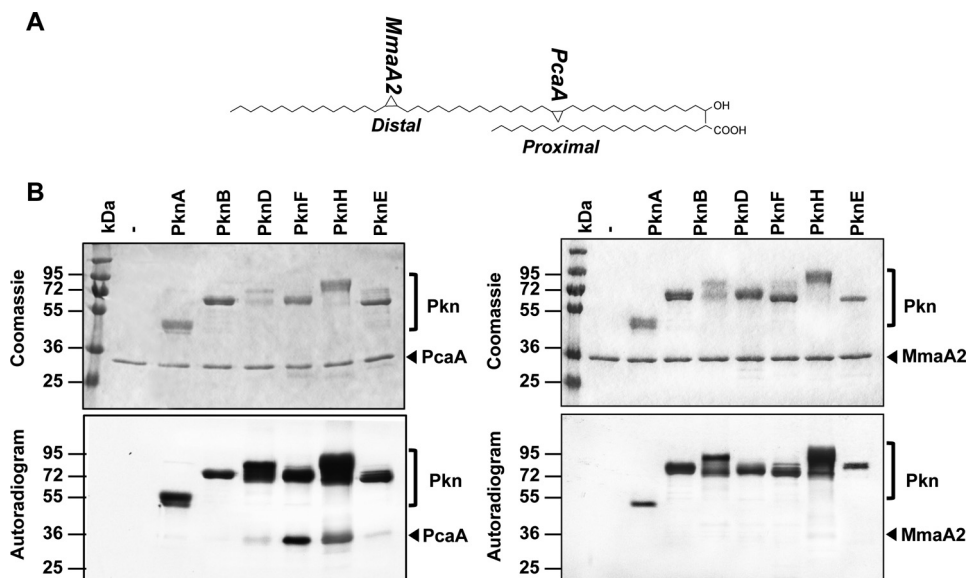 A
MmaA2
PcaA
OH
COOH
Distal
Proximal
B
kDa
-
PknA
PknB
PknD
PknF
PknH
PknE
Coomassie
95
72
55
36
25
Pkn
PcaA
Autoradiogram
95
72
55
36
25
Pkn
PcaA
kDa
-
PknA
PknB
PknD
PknF
PknH
PknE
Coomassie
95
72
55
36
25
Pkn
MmaA2
Autoradiogram
95
72
55
36
25
Pkn
MmaA2